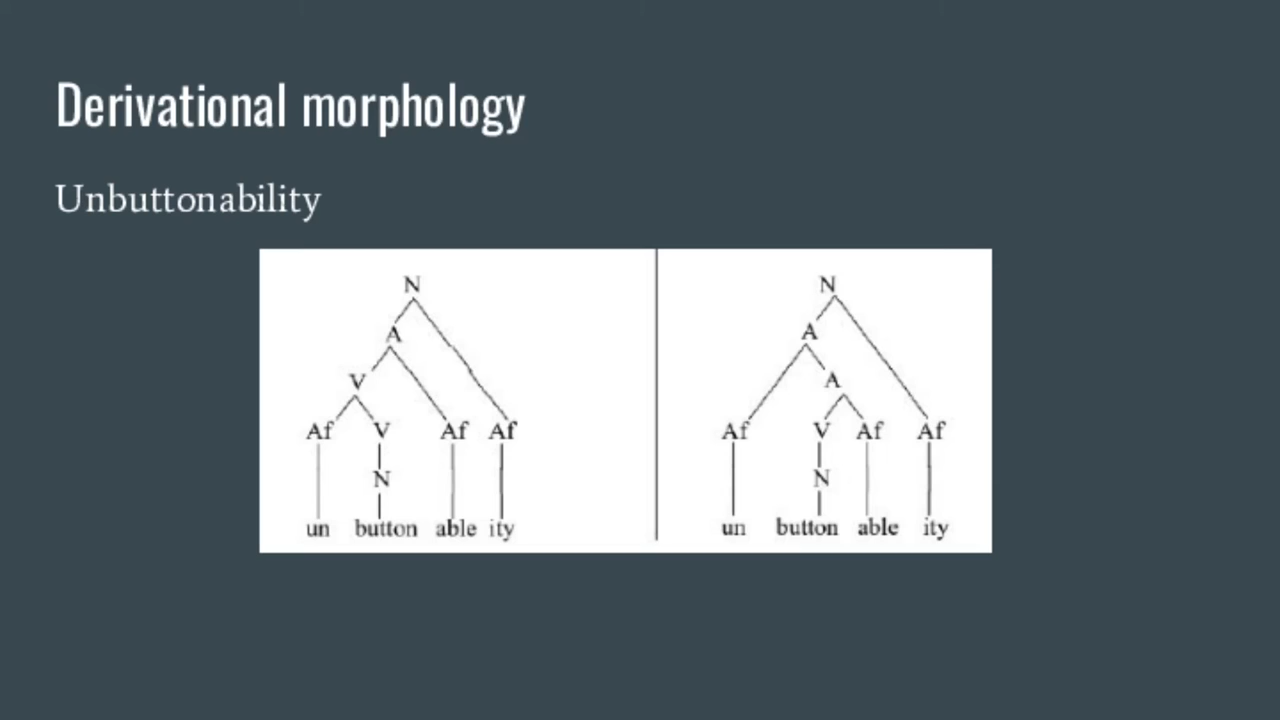 Derivational morphology
Unbuttonability
N N
A A
V A
Af V Af Af Af V Af Af
N N
un button able ity un button able ity